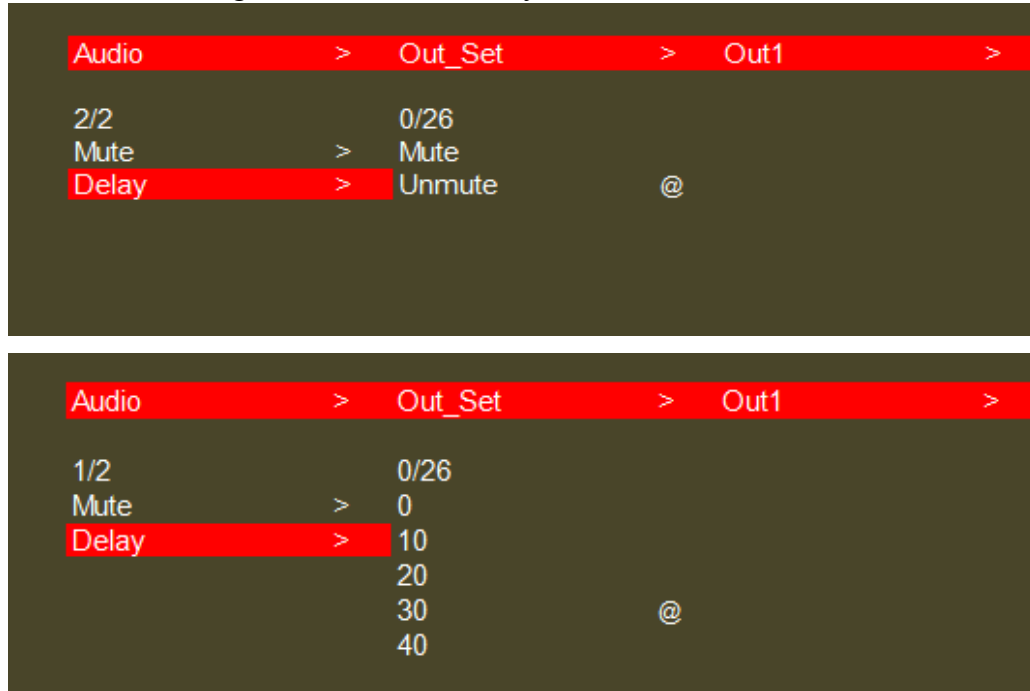 Audio > Out_Set > Out1 >
2/2 0/26
Mute > Mute
Delay > Unmute @
Audio > Out_Set > Out1 >
1/2 0/26
Mute > 0
Delay > 10
20
30 @
40